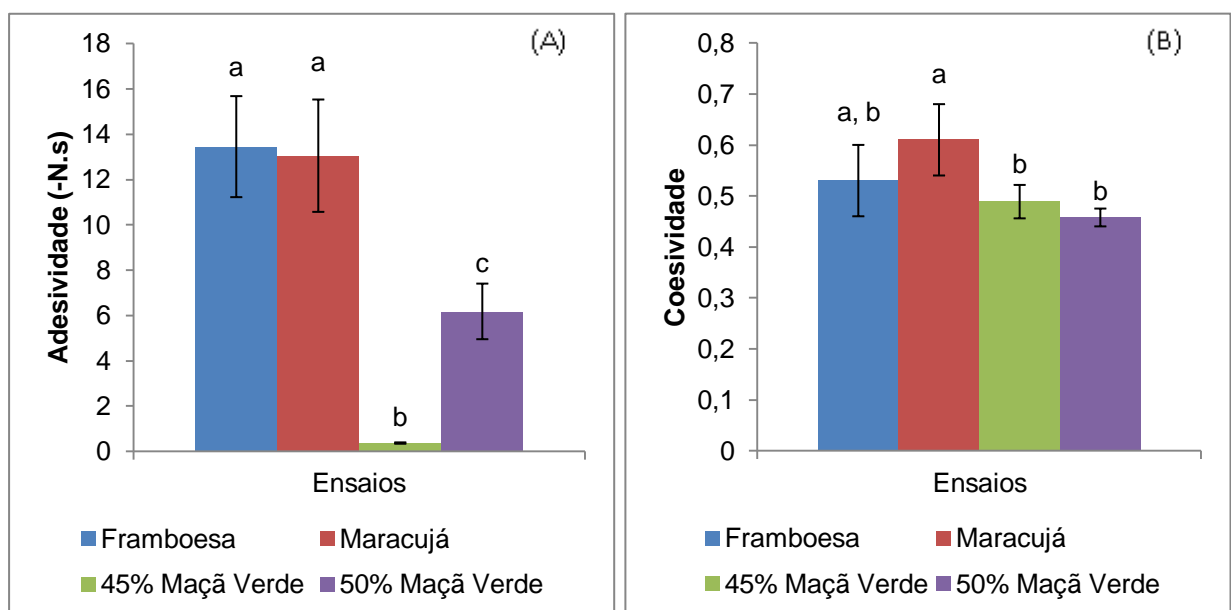 (A)
Adesividade (-N.s)
18
16
14
12
10
8
6
4
2
0
a
a
b
c
Ensaios
Framboesa
Maracujá
45% Maçã Verde
50% Maçã Verde
(B)
Coesividade
0,8
0,7
0,6
0,5
0,4
0,3
0,2
0,1
0
a, b
a
b
b
Ensaios
Framboesa
Maracujá
45% Maçã Verde
50% Maçã Verde